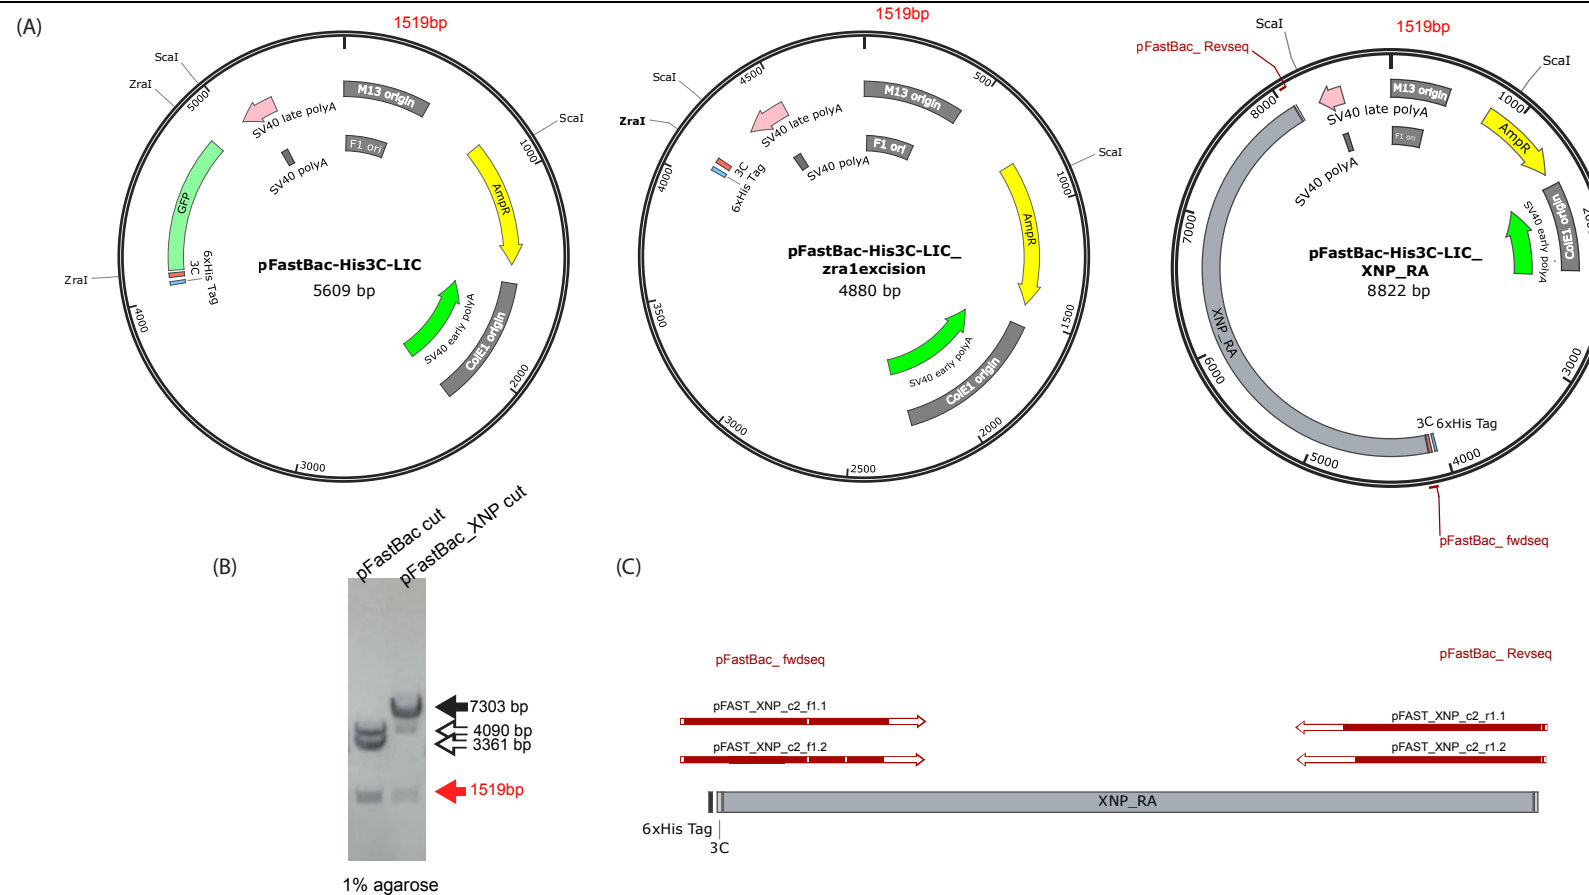 (A)
1519bp
ScaI
ZraI
5000
M13 origin
SV40 late polyA
ScaI
1000
F1 ori
SV40 polyA
GFP
AmpR
pFastBac-His3C-LIC
5609 bp
6xHis Tag
3C
ZraI
4000
SV40 early polyA
ColE1 origin
2000
3000
1519bp
4500
500
ScaI
M13 origin
ZraI
SV40 late polyA
F1 ori
ScaI
3C
6xHis Tag
SV40 polyA
4000
1000
AmpR
pFastBac-His3C-LIC_
zra1excision
4880 bp
3500
1500
SV40 early polyA
ColE1 origin
3000
2000
2500
ScaI
1519bp
pFastBac_ Revseq
ScaI
8000
M13 origin
1000
SV40 late polyA
AmpR
F1 ori
SV40 polyA
ColE1 origin
SV40 early polyA
7000
pFastBac-His3C-LIC_
XNP_RA
8822 bp
XNP_RA
6000
3000
3C
6xHis Tag
5000
4000
pFastBac_ fwdseq
(B)
pFastBac cut
pFastBac_XNP cut
7303 bp
4090 bp
3361 bp
1519bp
1% agarose
(C)
pFastBac_ fwdseq
pFastBac_ Revseq
pFAST_XNP_c2_f1.1
pFAST_XNP_c2_r1.1
pFAST_XNP_c2_f1.2
pFAST_XNP_c2_r1.2
XNP_RA
6xHis Tag
3C